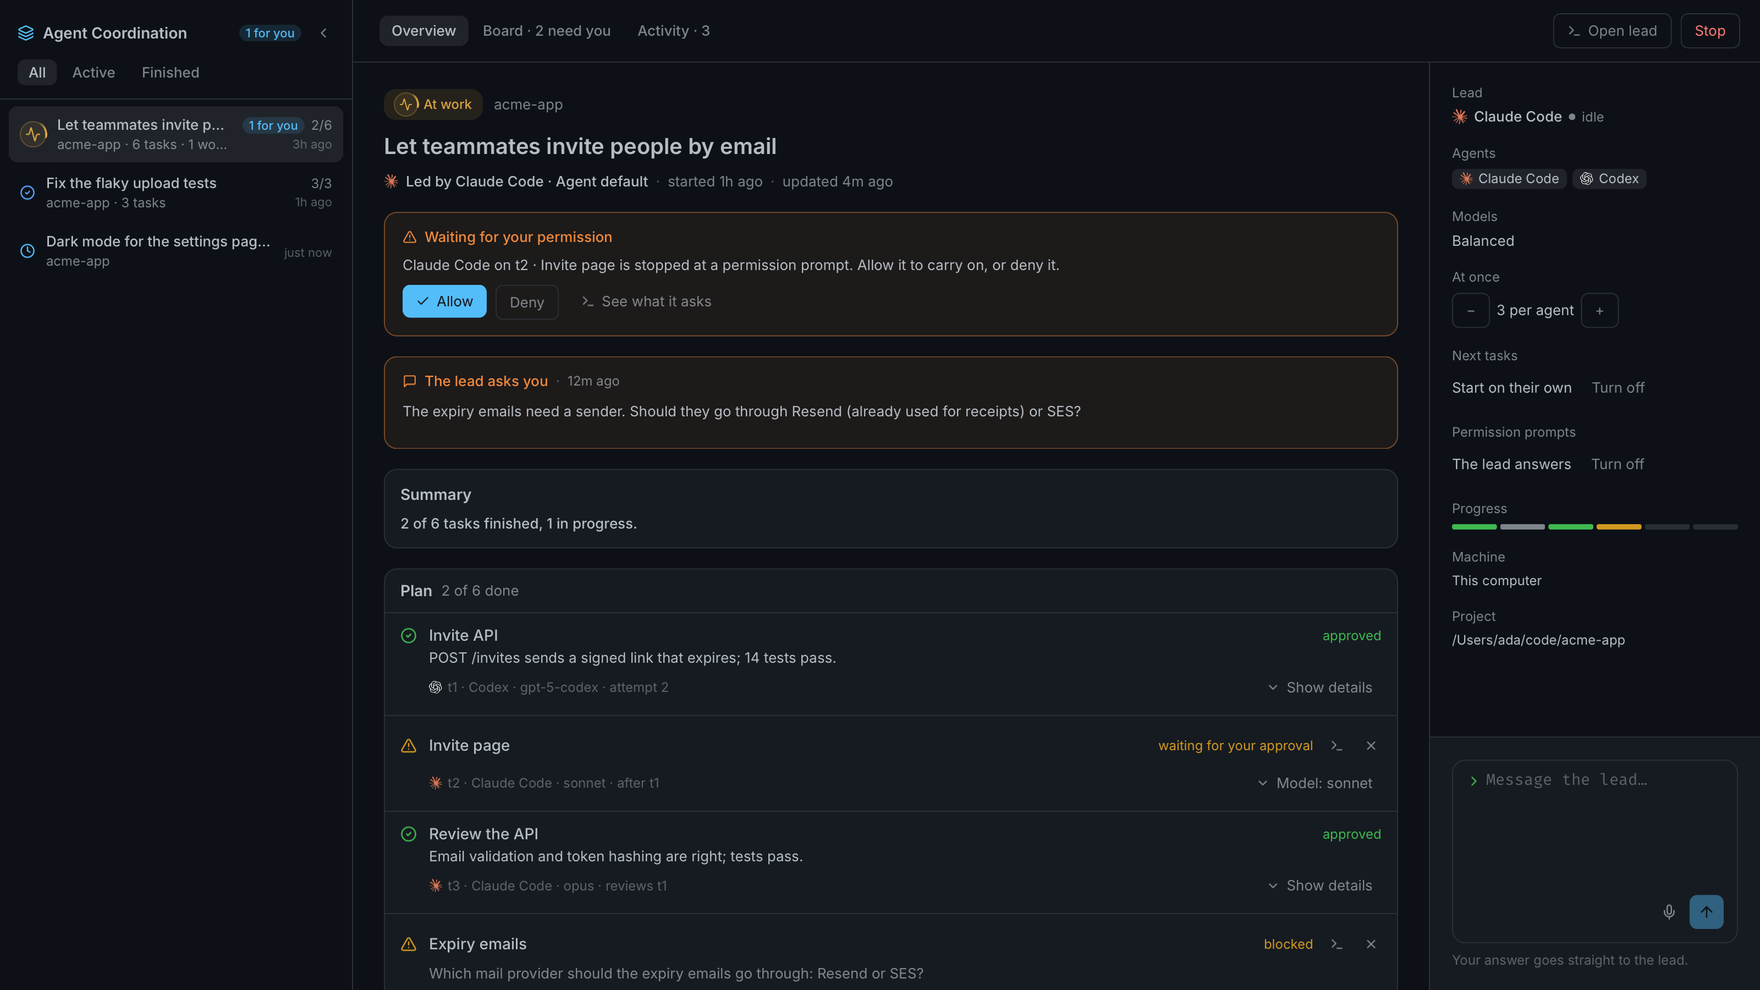 Agent Coordination
1 for you
All
Active
Finished
Let teammates invite p...
1 for you
2/6
acme-app · 6 tasks · 1 wo...
3h ago
Fix the flaky upload tests
3/3
acme-app · 3 tasks
1h ago
Dark mode for the settings pag...
just now
acme-app
Overview
Board · 2 need you
Activity · 3
Open lead
Stop
At work
acme-app
Let teammates invite people by email
Led by Claude Code · Agent default · started 1h ago · updated 4m ago
Waiting for your permission
Claude Code on t2 · Invite page is stopped at a permission prompt. Allow it to carry on, or deny it.
Allow
Deny
See what it asks
The lead asks you · 12m ago
The expiry emails need a sender. Should they go through Resend (already used for receipts) or SES?
Summary
2 of 6 tasks finished, 1 in progress.
Plan 2 of 6 done
Invite API
approved
POST /invites sends a signed link that expires; 14 tests pass.
t1 · Codex · gpt-5-codex · attempt 2
Show details
Invite page
waiting for your approval
t2 · Claude Code · sonnet · after t1
Model: sonnet
Review the API
approved
Email validation and token hashing are right; tests pass.
t3 · Claude Code · opus · reviews t1
Show details
Expiry emails
blocked
Which mail provider should the expiry emails go through: Resend or SES?
Lead
Claude Code
idle
Agents
Claude Code
Codex
Models
Balanced
At once
− 3 per agent +
Next tasks
Start on their own
Turn off
Permission prompts
The lead answers
Turn off
Progress
Machine
This computer
Project
/Users/ada/code/acme-app
Message the lead…
Your answer goes straight to the lead.